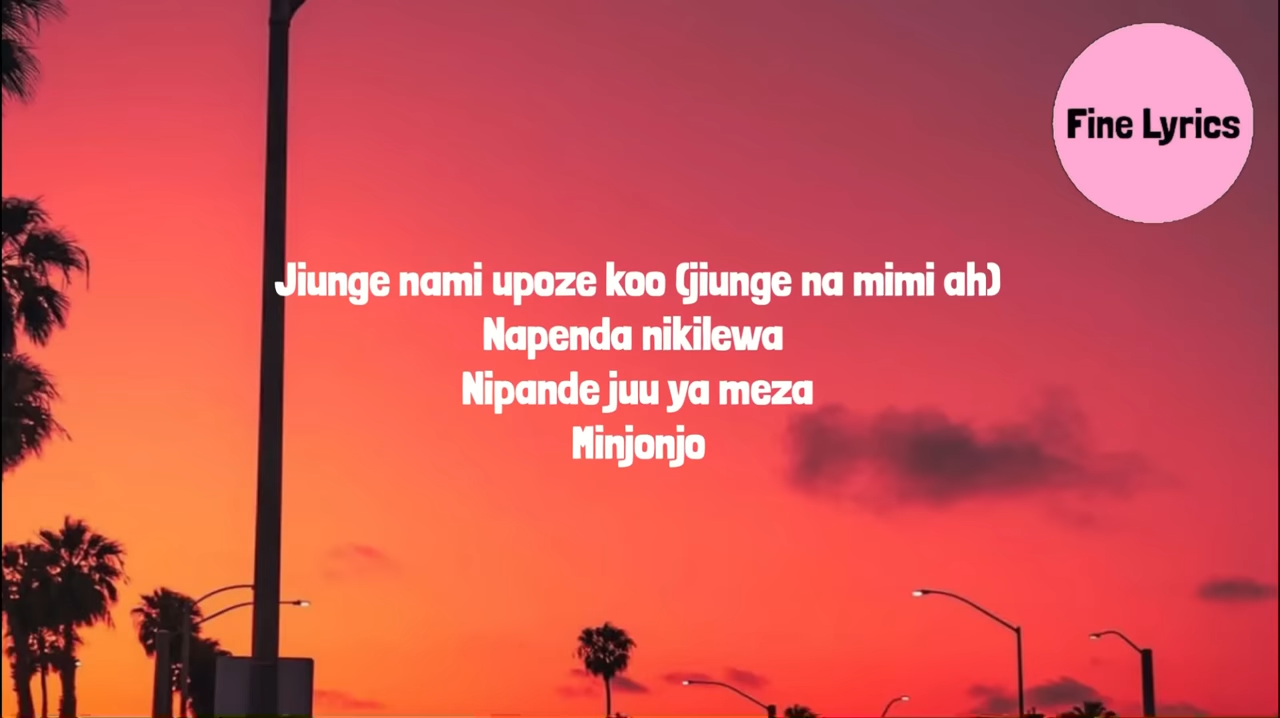 Fine Lyrics
Jiunge nami upoze koo (jiunge na mimi ah)
Napenda nikilewa
Nipande juu ya meza
Minjonjo